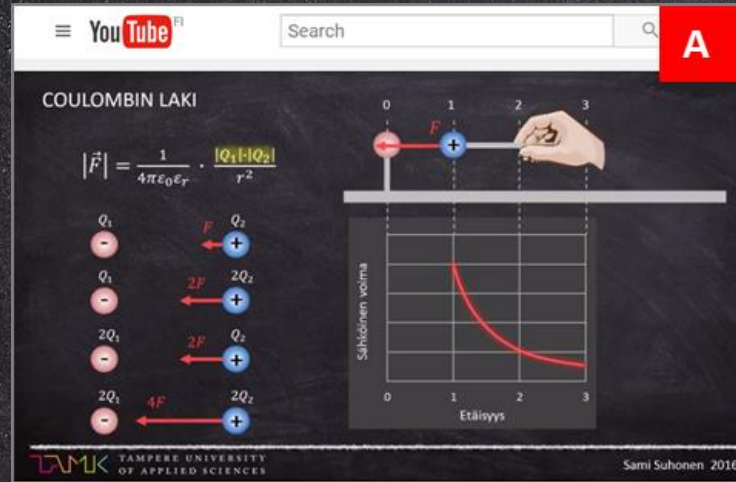 YouTube FI
Search
A
COULOMBIN LAKI
|F⃗| = 1/(4πε₀εᵣ) · |Q₁|·|Q₂|/r²
Q₁ F Q₂
- +
Q₁ 2F 2Q₂
- +
2Q₁ 2F Q₂
- +
2Q₁ 4F 2Q₂
- +
0 1 2 3
F
+
-
Sähköinen voima
0 1 2 3
Etäisyys
TAMK TAMPERE UNIVERSITY
OF APPLIED SCIENCES
Sami Suhonen 2016